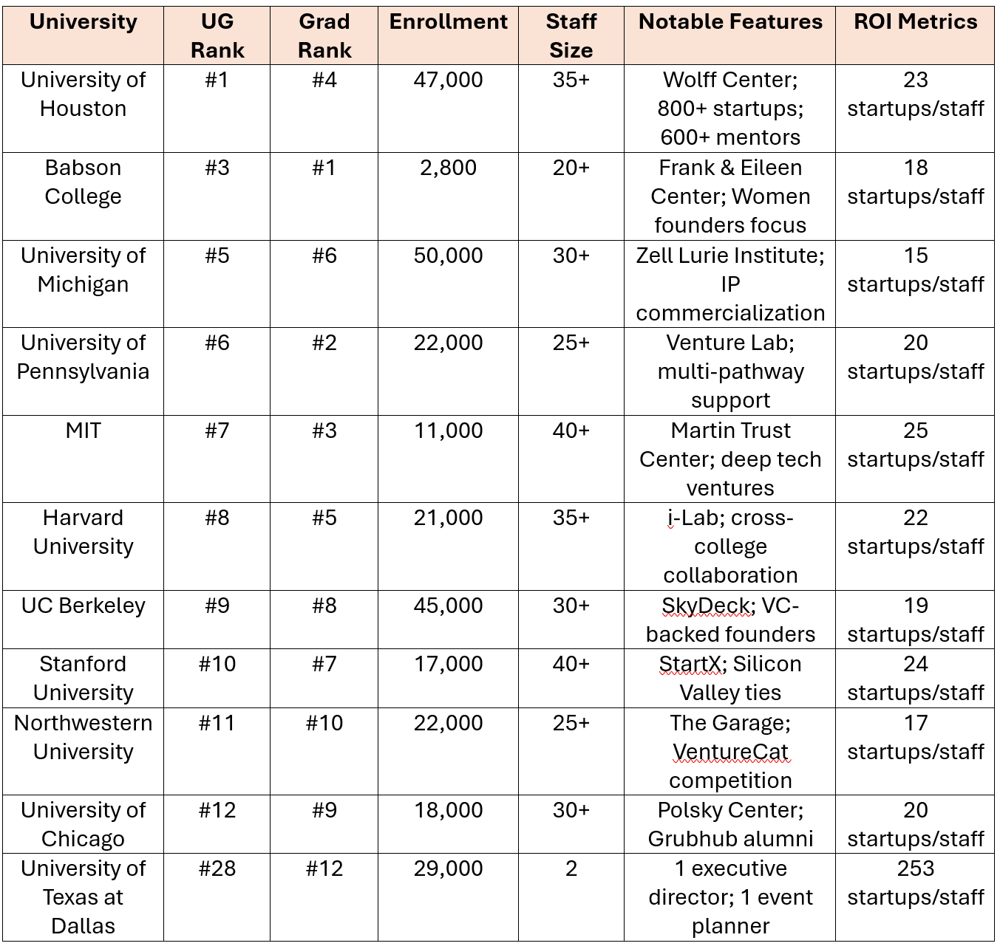 University UG Rank Grad Rank Enrollment Staff Size Notable Features ROI Metrics
University of Houston #1 #4 47,000 35+ Wolff Center; 800+ startups; 600+ mentors 23 startups/staff
Babson College #3 #1 2,800 20+ Frank & Eileen Center; Women founders focus 18 startups/staff
University of Michigan #5 #6 50,000 30+ Zell Lurie Institute; IP commercialization 15 startups/staff
University of Pennsylvania #6 #2 22,000 25+ Venture Lab; multi-pathway support 20 startups/staff
MIT #7 #3 11,000 40+ Martin Trust Center; deep tech ventures 25 startups/staff
Harvard University #8 #5 21,000 35+ i-Lab; cross-college collaboration 22 startups/staff
UC Berkeley #9 #8 45,000 30+ SkyDeck; VC-backed founders 19 startups/staff
Stanford University #10 #7 17,000 40+ StartX; Silicon Valley ties 24 startups/staff
Northwestern University #11 #10 22,000 25+ The Garage; VentureCat competition 17 startups/staff
University of Chicago #12 #9 18,000 30+ Polsky Center; Grubhub alumni 20 startups/staff
University of Texas at Dallas #28 #12 29,000 2 1 executive director; 1 event planner 253 startups/staff